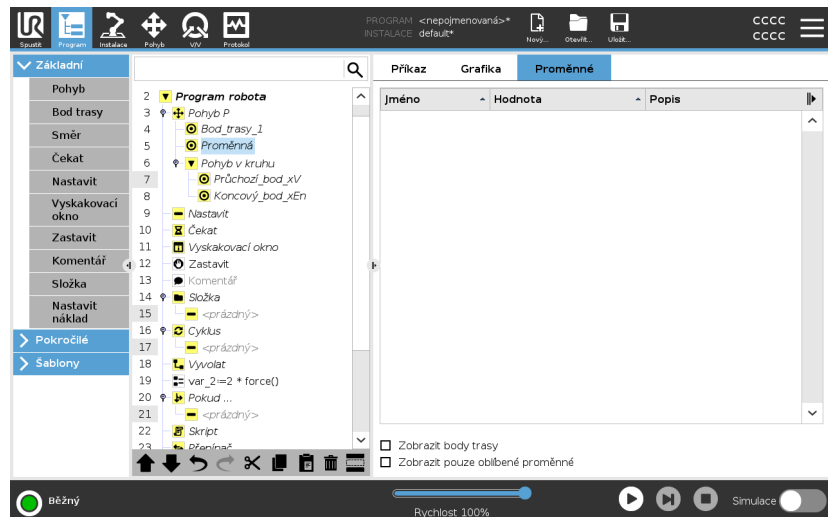 PROGRAM <nepojmenovaná>*
INSTALACE default*
Spustit
Program
Instalace
Pohyb
V/V
Protokol
Nový...
Otevřít...
Uložit...
cccc
cccc
Základní
Pohyb
Bod trasy
Směr
Čekat
Nastavit
Vyskakovací
okno
Zastavit
Komentář
Složka
Nastavit
náklad
Pokročilé
Šablony
2 Program robota
3 Pohyb P
4 Bod_trasy_1
5 Proměnná
6 Pohyb v kruhu
7 Průchozí_bod_xV
8 Koncový_bod_xEn
9 Nastavit
10 Čekat
11 Vyskakovací okno
12 Zastavit
13 Komentář
14 Složka
15 <prázdný>
16 Cyklus
17 <prázdný>
18 Vyvolat
19 var_2≔2 * force()
20 Pokud ...
21 <prázdný>
22 Skript
23 Přepínač
Příkaz
Grafika
Proměnné
Jméno
Hodnota
Popis
Zobrazit body trasy
Zobrazit pouze oblíbené proměnné
Běžný
Rychlost 100%
Simulace